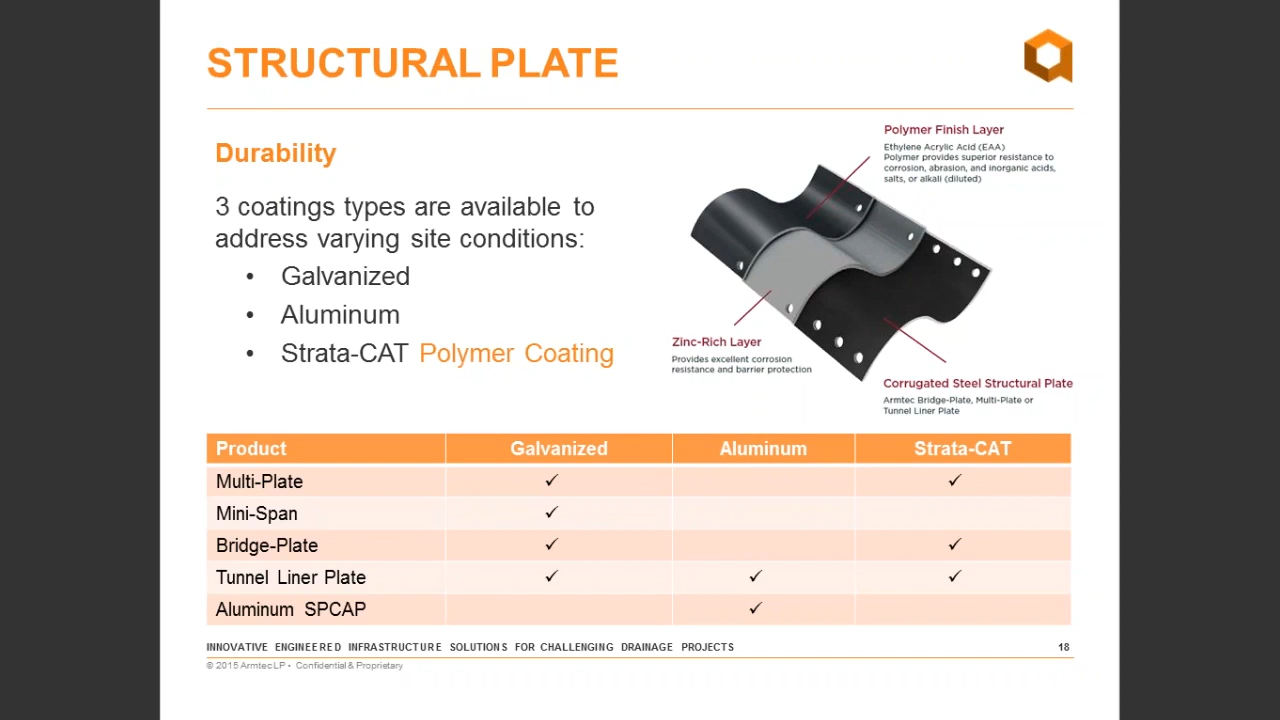 STRUCTURAL PLATE
Durability
3 coatings types are available to
address varying site conditions:
• Galvanized
• Aluminum
• Strata-CAT Polymer Coating
Polymer Finish Layer
Ethylene Acrylic Acid (EAA)
Polymer provides superior resistance to
corrosion, abrasion, and inorganic acids,
salts, or alkali (diluted)
Zinc-Rich Layer
Provides excellent corrosion
resistance and barrier protection
Corrugated Steel Structural Plate
Armtec Bridge-Plate, Multi-Plate or
Tunnel Liner Plate
Product Galvanized Aluminum Strata-CAT
Multi-Plate ✓ ✓
Mini-Span ✓
Bridge-Plate ✓ ✓
Tunnel Liner Plate ✓ ✓ ✓
Aluminum SPCAP ✓
INNOVATIVE ENGINEERED INFRASTRUCTURE SOLUTIONS FOR CHALLENGING DRAINAGE PROJECTS 18
© 2015 Armtec LP • Confidential & Proprietary